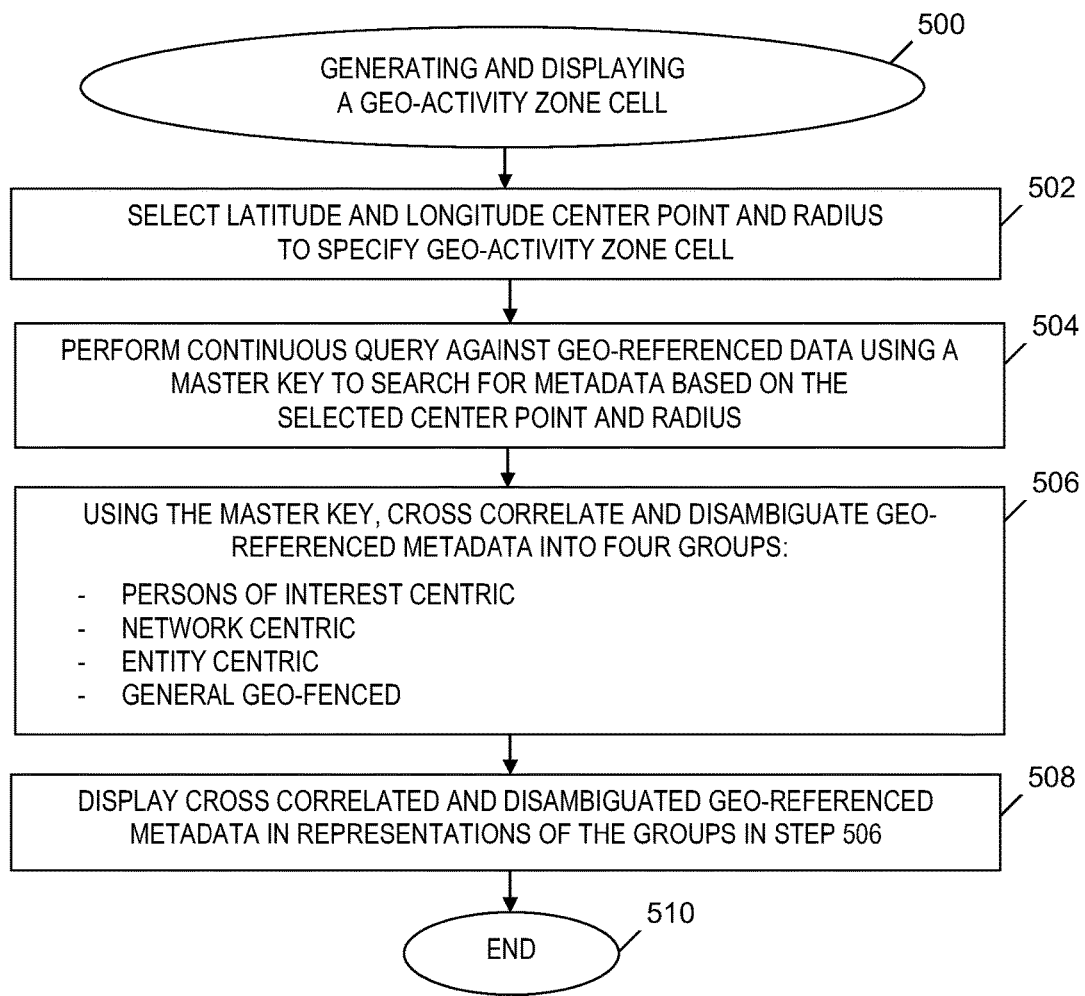 500
GENERATING AND DISPLAYING
A GEO-ACTIVITY ZONE CELL
502
SELECT LATITUDE AND LONGITUDE CENTER POINT AND RADIUS
TO SPECIFY GEO-ACTIVITY ZONE CELL
504
PERFORM CONTINUOUS QUERY AGAINST GEO-REFERENCED DATA USING A
MASTER KEY TO SEARCH FOR METADATA BASED ON THE
SELECTED CENTER POINT AND RADIUS
506
USING THE MASTER KEY, CROSS CORRELATE AND DISAMBIGUATE GEO-
REFERENCED METADATA INTO FOUR GROUPS:
- PERSONS OF INTEREST CENTRIC
- NETWORK CENTRIC
- ENTITY CENTRIC
- GENERAL GEO-FENCED
508
DISPLAY CROSS CORRELATED AND DISAMBIGUATED GEO-REFERENCED
METADATA IN REPRESENTATIONS OF THE GROUPS IN STEP 506
510
END